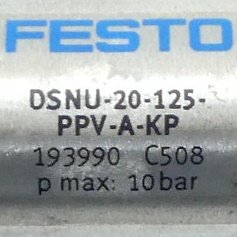 FESTO
DSNU-20-125-
PPV-A-KP
193990 C508
p max: 10bar